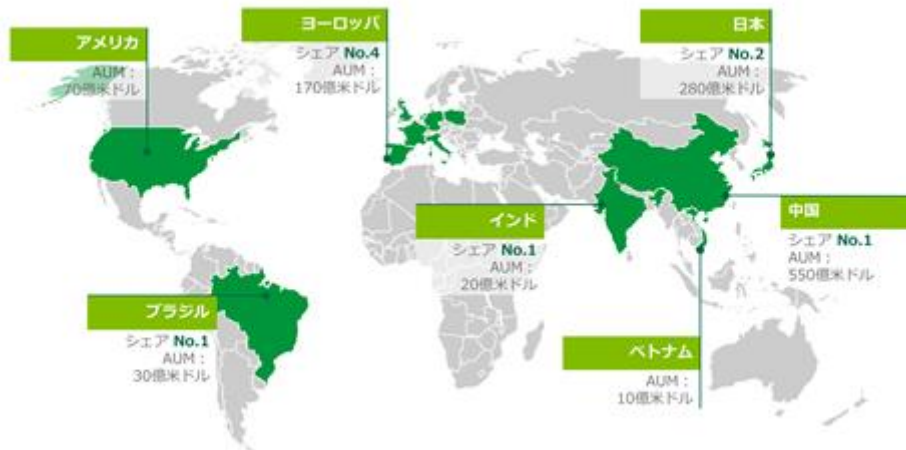 アメリカ
AUM :
70億米ドル
ヨーロッパ
シェア No.4
AUM :
170億米ドル
日本
シェア No.2
AUM :
280億米ドル
インド
シェア No.1
AUM :
20億米ドル
中国
シェア No.1
AUM :
550億米ドル
ブラジル
シェア No.1
AUM :
30億米ドル
ベトナム
AUM :
10億米ドル